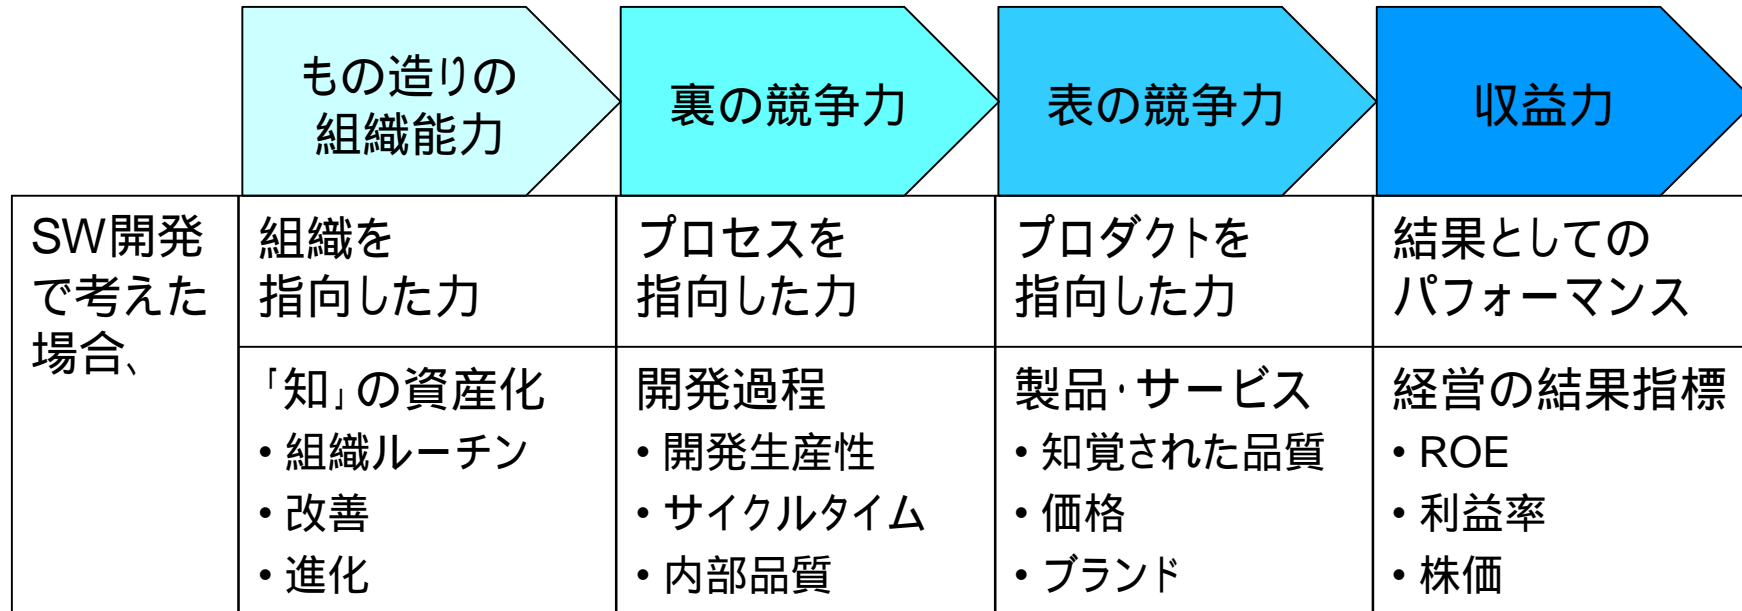 もの造りの
組織能力
裏の競争力
表の競争力
収益力
SW開発
で考えた
場合、
組織を
指向した力
プロセスを
指向した力
プロダクトを
指向した力
結果としての
パフォーマンス
「知」の資産化
• 組織ルーチン
• 改善
• 進化
開発過程
• 開発生産性
• サイクルタイム
• 内部品質
製品・サービス
• 知覚された品質
• 価格
• ブランド
経営の結果指標
• ROE
• 利益率
• 株価